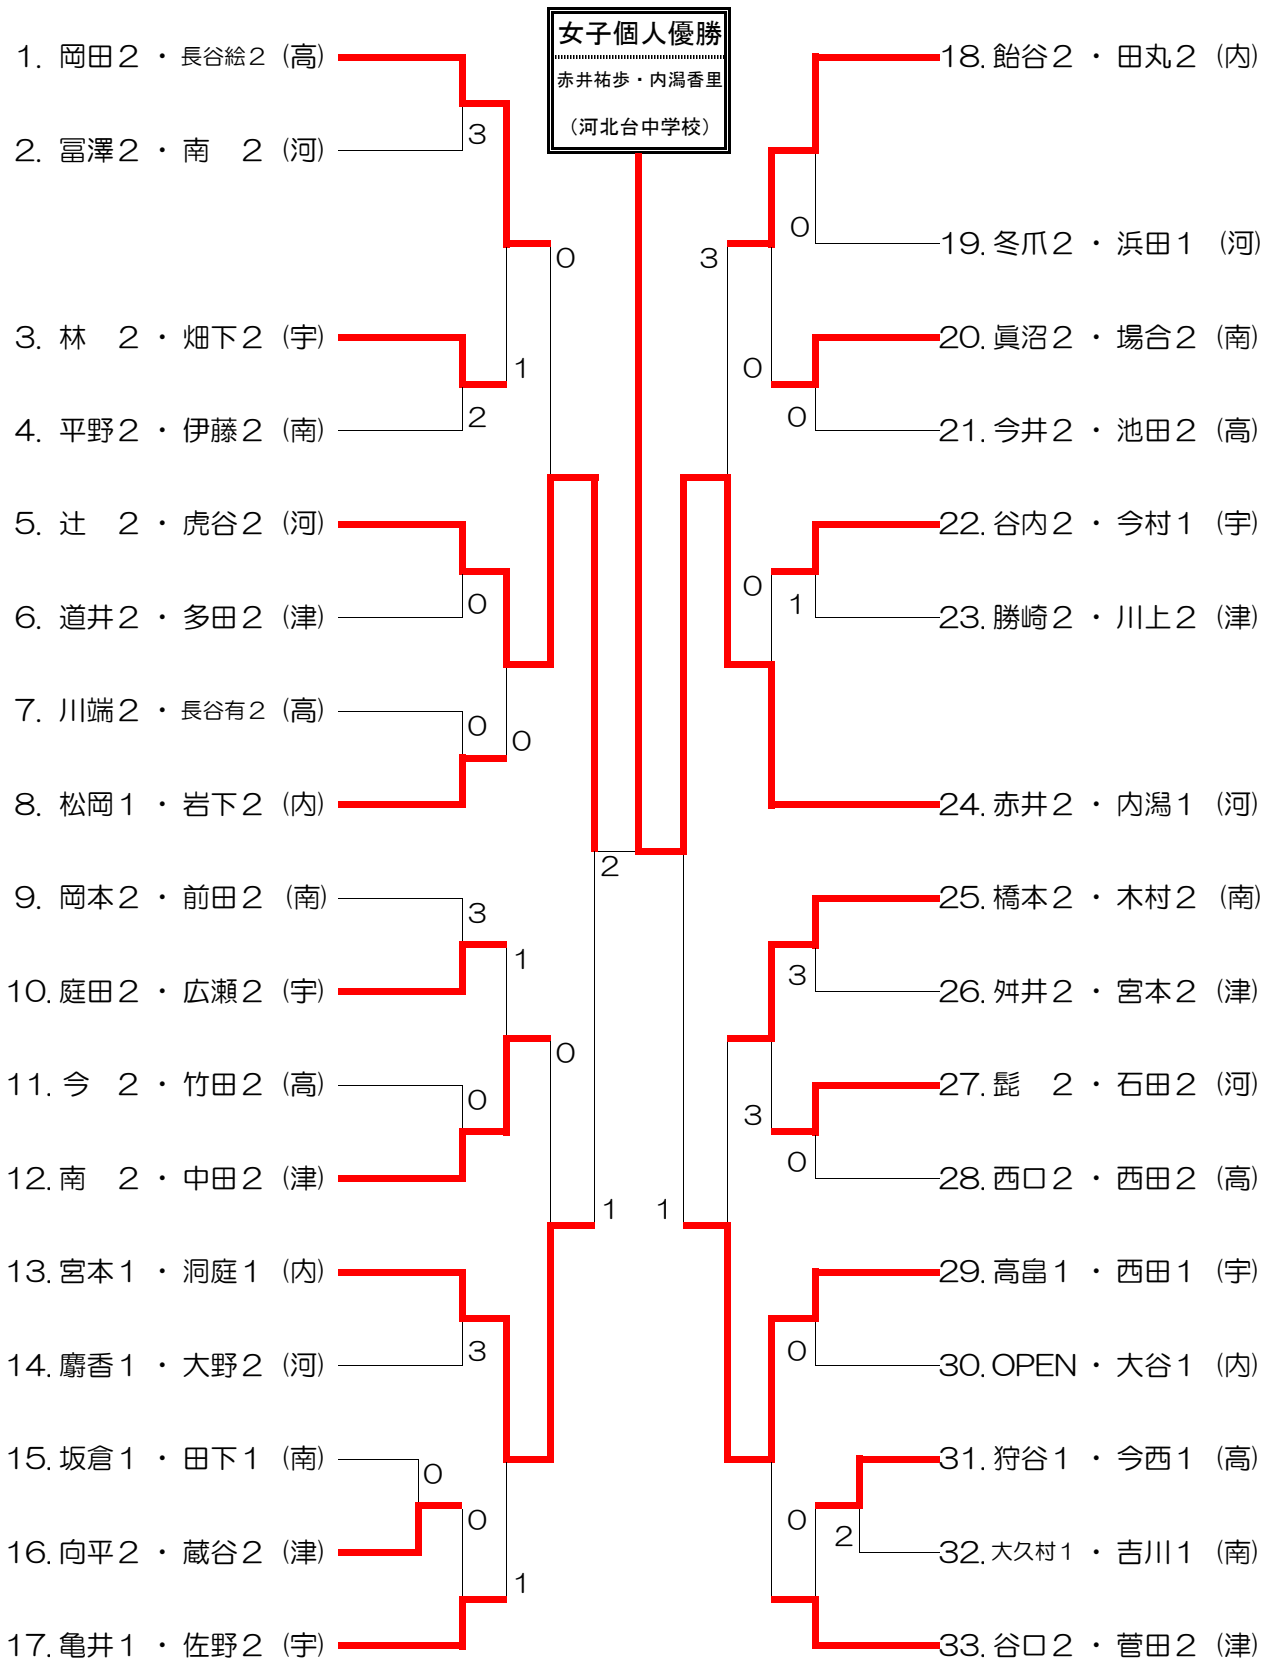 女子個人優勝
赤井祐歩・内潟香里
（河北台中学校）
1. 岡田２ ・ 長谷絵２ (高)
3
2. 冨澤２ ・ 南　２ (河)
0
3. 林　２ ・ 畑下２ (宇)
1
4. 平野２ ・ 伊藤２ (南)
2
5. 辻　２ ・ 虎谷２ (河)
6. 道井２ ・ 多田２ (津)
0
7. 川端２ ・ 長谷有２ (高)
0
0
8. 松岡１ ・ 岩下２ (内)
2
9. 岡本２ ・ 前田２ (南)
3
1
10. 庭田２ ・ 広瀬２ (宇)
0
11. 今　２ ・ 竹田２ (高)
0
12. 南　２ ・ 中田２ (津)
1
13. 宮本１ ・ 洞庭１ (内)
3
14. 麝香１ ・ 大野２ (河)
15. 坂倉１ ・ 田下１ (南)
0
0
16. 向平２ ・ 蔵谷２ (津)
1
17. 亀井１ ・ 佐野２ (宇)
18. 飴谷２ ・ 田丸２ (内)
0
19. 冬爪２ ・ 浜田１ (河)
3
20. 眞沼２ ・ 場合２ (南)
0
0
21. 今井２ ・ 池田２ (高)
22. 谷内２ ・ 今村１ (宇)
0
1
23. 勝崎２ ・ 川上２ (津)
24. 赤井２ ・ 内潟１ (河)
25. 橋本２ ・ 木村２ (南)
3
26. 舛井２ ・ 宮本２ (津)
27. 髭　２ ・ 石田２ (河)
3
0
28. 西口２ ・ 西田２ (高)
1
29. 高畠１ ・ 西田１ (宇)
0
30. OPEN ・ 大谷１ (内)
31. 狩谷１ ・ 今西１ (高)
0
2
32. 大久村１ ・ 吉川１ (南)
33. 谷口２ ・ 菅田２ (津)